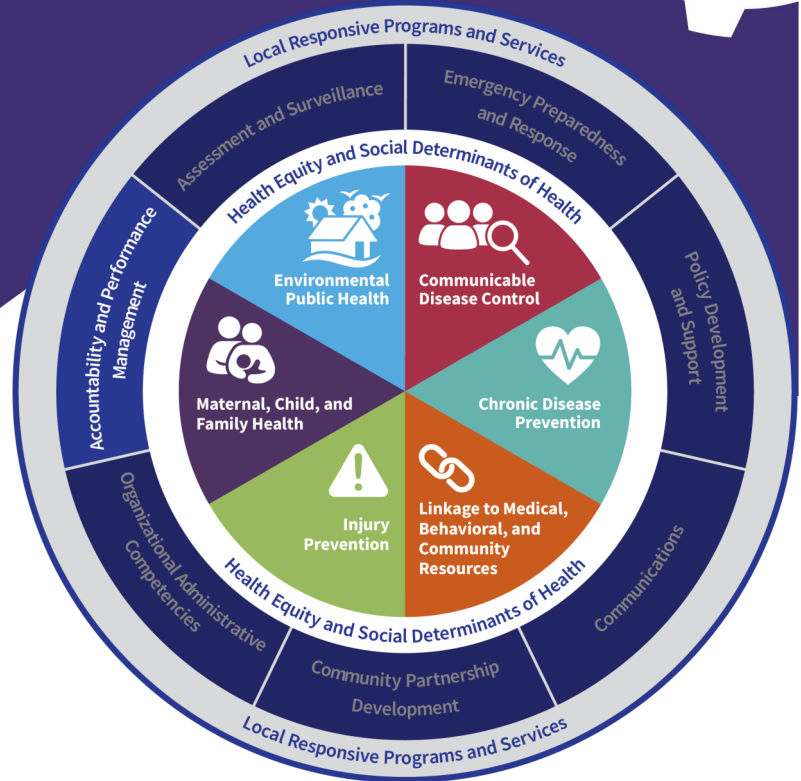 Local Responsive Programs and Services
Assessment and Surveillance
Emergency Preparedness
and Response
Health Equity and Social Determinants of Health
Accountability and Performance
Management
Policy Development
and Support
Environmental
Public Health
Communicable
Disease Control
Maternal, Child, and
Family Health
Chronic Disease
Prevention
Injury
Prevention
Linkage to Medical,
Behavioral, and
Community
Resources
Organizational Administrative
Competencies
Communications
Health Equity and Social Determinants of Health
Community Partnership
Development
Local Responsive Programs and Services